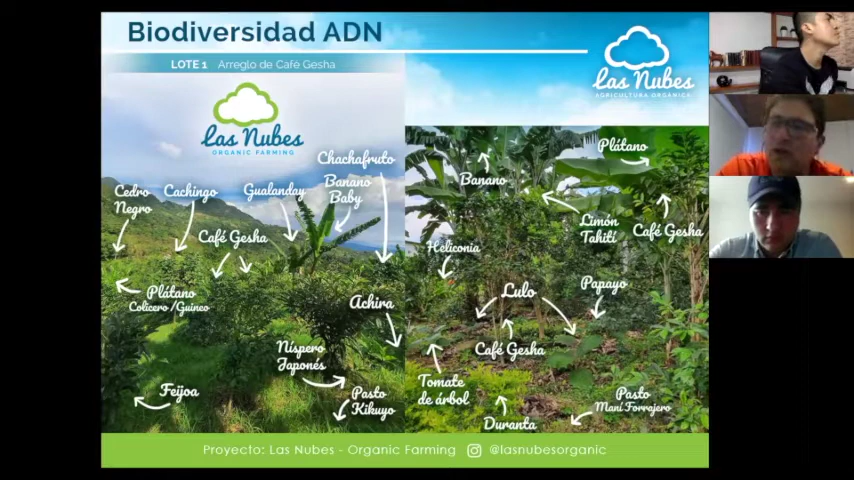 Biodiversidad ADN
LOTE 1 Arreglo de Café Gesha
Las Nubes
AGRICULTURA ORGÁNICA
Las Nubes
ORGANIC FARMING
Chachafruto
Cedro
Negro
Cachingo
Gualanday
Banano
Baby
Café Gesha
Plátano
Colicero/Guineo
Achira
Níspero
Japonés
Feijoa
Pasto
Kikuyo
Plátano
Banano
Limón
Tahití
Café Gesha
Heliconia
Lulo
Papayo
Café Gesha
Tomate
de árbol
Duranta
Pasto
Maní Forrajero
Proyecto: Las Nubes - Organic Farming @lasnubesorganic